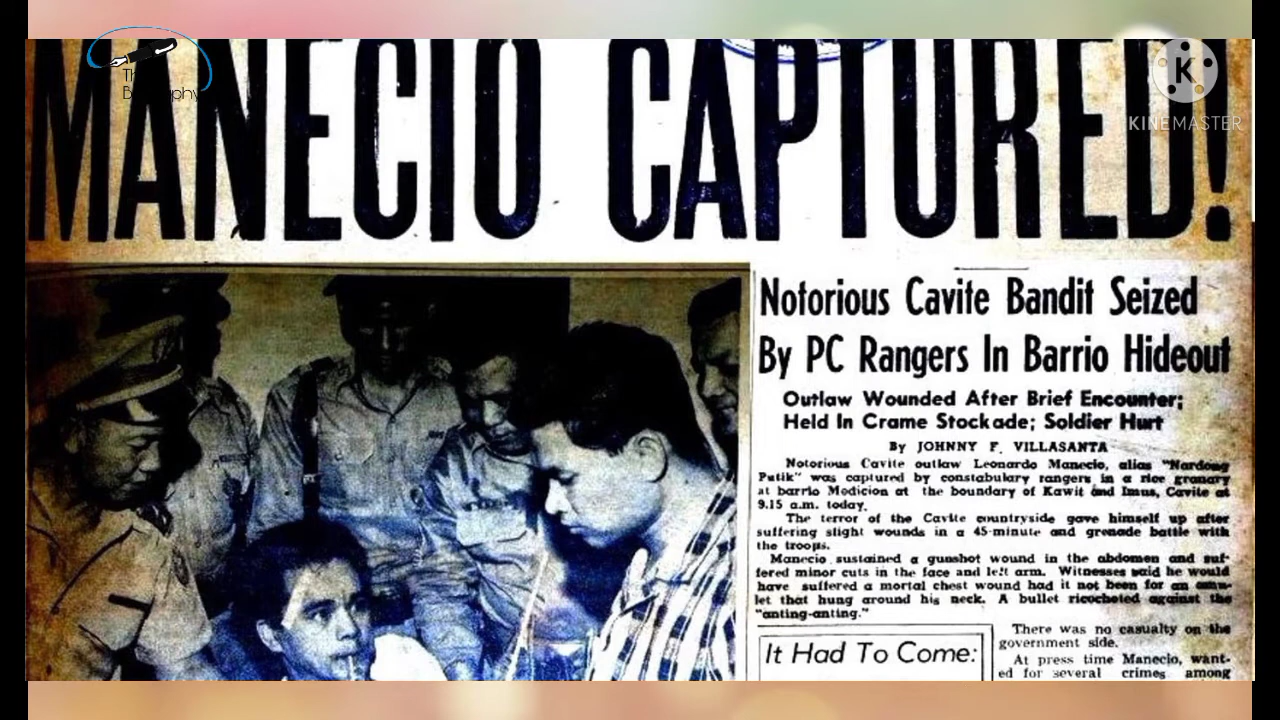 MANECIO CAPTURED!
KINEMASTER
Notorious Cavite Bandit Seized
By PC Rangers In Barrio Hideout
Outlaw Wounded After Brief Encounter;
Held In Crame Stockade; Soldier Hurt
By JOHNNY F. VILLASANTA
Notorious Cavite outlaw Leonardo Manecio, alias "Nardong
Putik" was captured by constabulary rangers in a rice granary
at barrio Medicion at the boundary of Kawit and Imus, Cavite at
9.15 a.m. today.
The terror of the Cavite countryside gave himself up after
suffering slight wounds in a 45-minute and grenade battle with
the troops.
Manecio sustained a gunshot wound in the abdomen and suf-
fered minor cuts in the face and left arm. Witnesses said he would
have suffered a mortal chest wound had it not been for an amu-
let that hung around his neck. A bullet ricocheted against the
"anting-anting."
It Had To Come:
There was no casualty on the
government side.
At press time Manecio, want-
ed for several crimes among